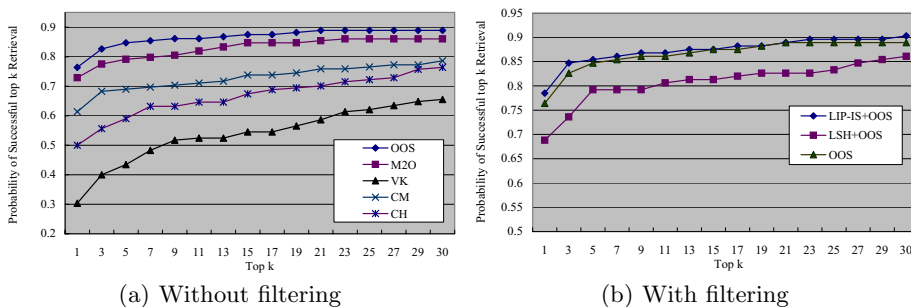 Probability of Successful top k Retrieval
0.9
0.8
0.7
0.6
0.5
0.4
0.3
0.2
OOS
M2O
VK
CM
CH
1 3 5 7 9 11 13 15 17 19 21 23 25 27 29 30
Top k
(a) Without filtering
Probability of Successful Top k Retrieval
0.95
0.9
0.85
0.8
0.75
0.7
0.65
0.6
0.55
0.5
LIP-IS+OOS
LSH+OOS
OOS
1 3 5 7 9 11 13 15 17 19 21 23 25 27 29 30
Top k
(b) With filtering